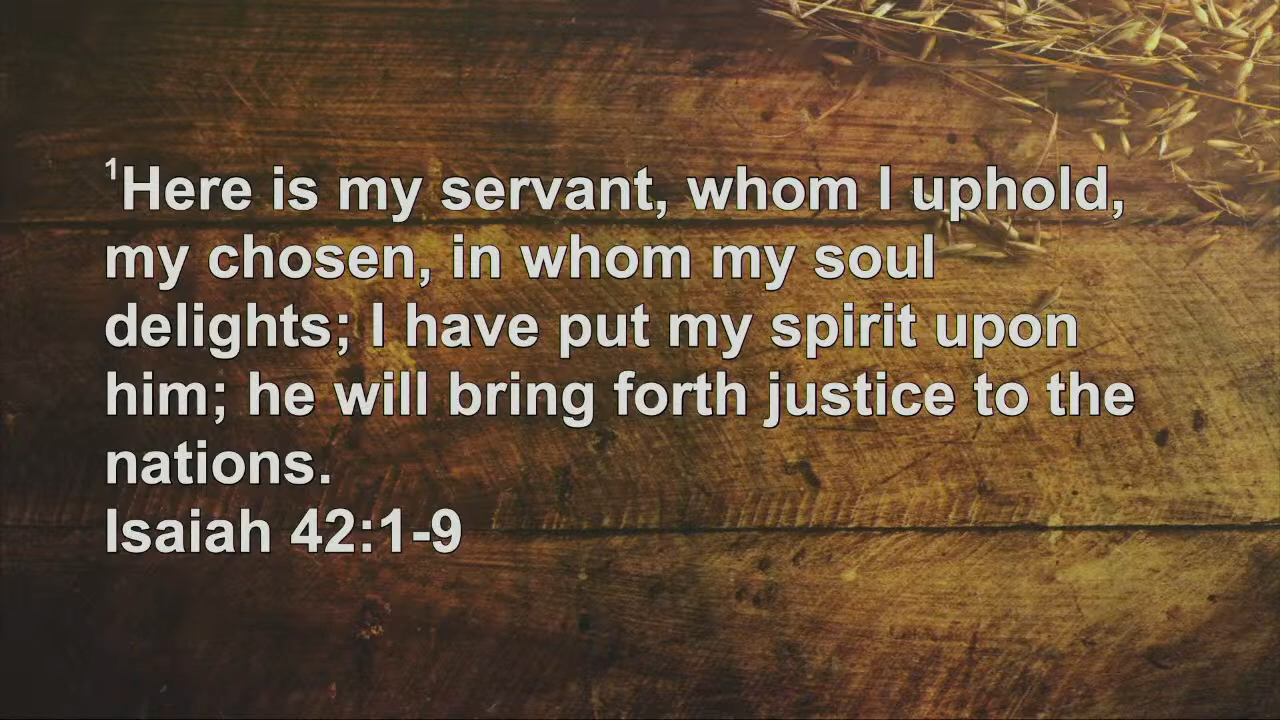 ¹Here is my servant, whom I uphold,
my chosen, in whom my soul
delights; I have put my spirit upon
him; he will bring forth justice to the
nations.
Isaiah 42:1-9